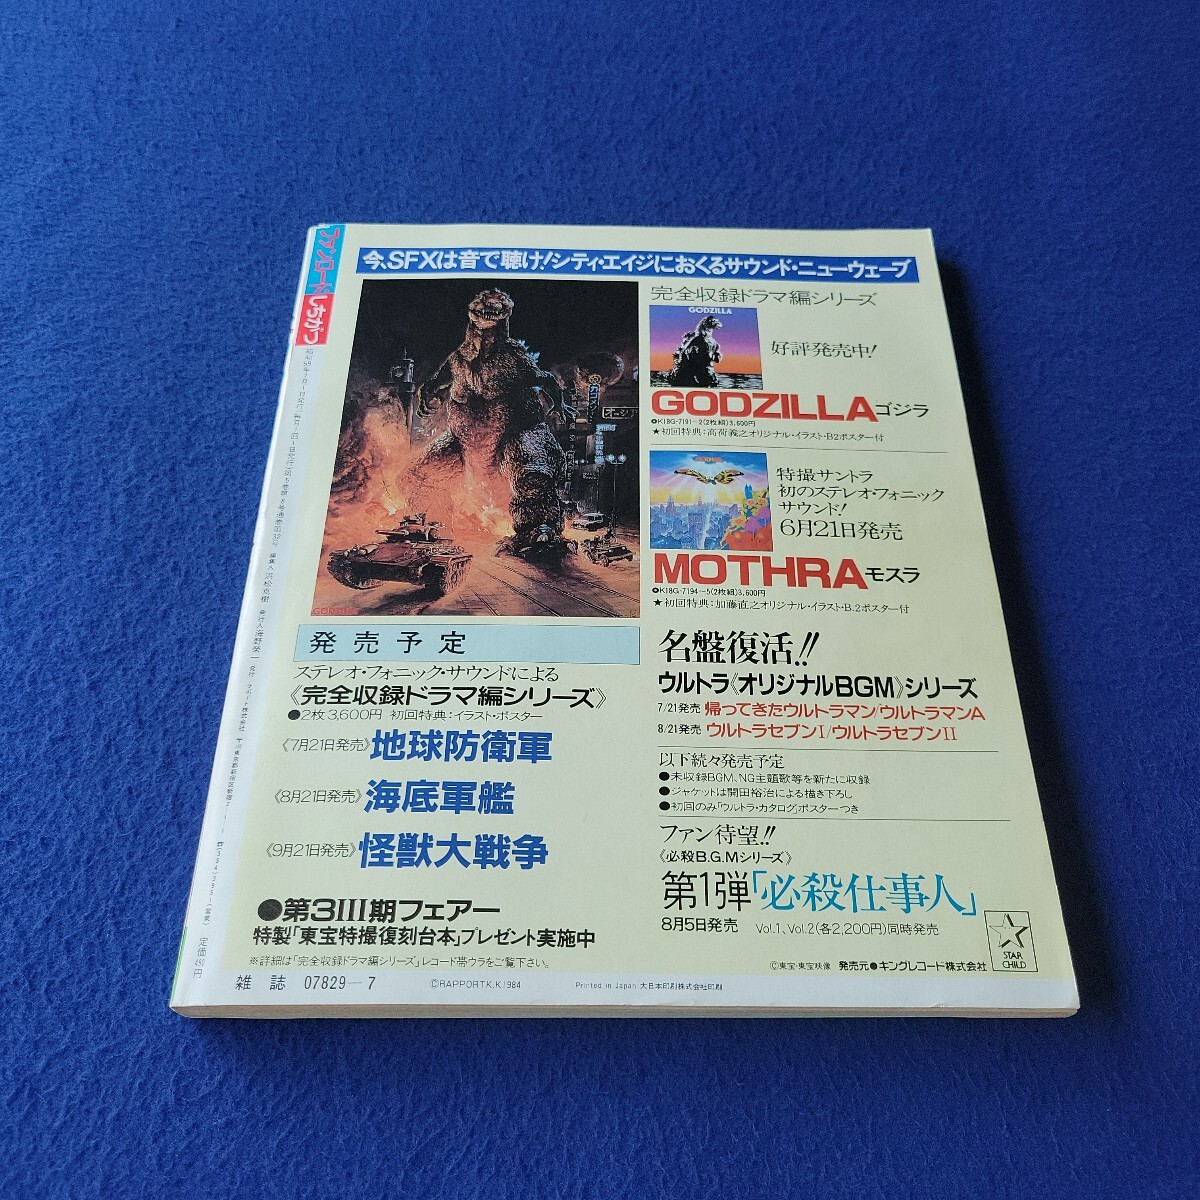 ファンロード
しちがつ
今、SFXは音で聴け!シティ・エイジにおくるサウンド・ニューウェーブ
GODZILLA
発売予定
ステレオ・フォニック・サウンドによる
《完全収録ドラマ編シリーズ》
●2枚3,600円 初回特典:イラスト・ポスター
《7月21日発売》地球防衛軍
《8月21日発売》海底軍艦
《9月21日発売》怪獣大戦争
●第3III期フェアー
特製「東宝特撮復刻台本」プレゼント実施中
※詳細は「完全収録ドラマ編シリーズ」レコード帯ウラをご覧下さい。
完全収録ドラマ編シリーズ
GODZILLA
好評発売中!
GODZILLAゴジラ
●K18G-7191〜2(2枚組)3,600円
★初回特典:高荷義之オリジナル・イラスト・B2ポスター付
特撮サントラ
初のステレオ・フォニック
サウンド!
6月21日発売
MOTHRAモスラ
●K18G-7194〜5(2枚組)3,600円
★初回特典:加藤直之オリジナル・イラスト・B.2ポスター付
名盤復活!!
ウルトラ《オリジナルBGM》シリーズ
7/21発売 帰ってきたウルトラマン/ウルトラマンA
8/21発売 ウルトラセブンI/ウルトラセブンII
以下続々発売予定
●未収録BGM、NG主題歌等を新たに収録
●ジャケットは開田裕治による描き下ろし
●初回のみ「ウルトラ・カタログ」ポスターつき
ファン待望!!
《必殺B.G.Mシリーズ》
第1弾「必殺仕事人」
8月5日発売 Vol.1、Vol.2(各2,200円)同時発売
STAR
CHILD
©東宝・東宝映像 発売元●キングレコード株式会社
雑誌 07829-7
©RAPPORT K.K 1984
Printed in Japan 大日本印刷株式会社印刷
定価490円